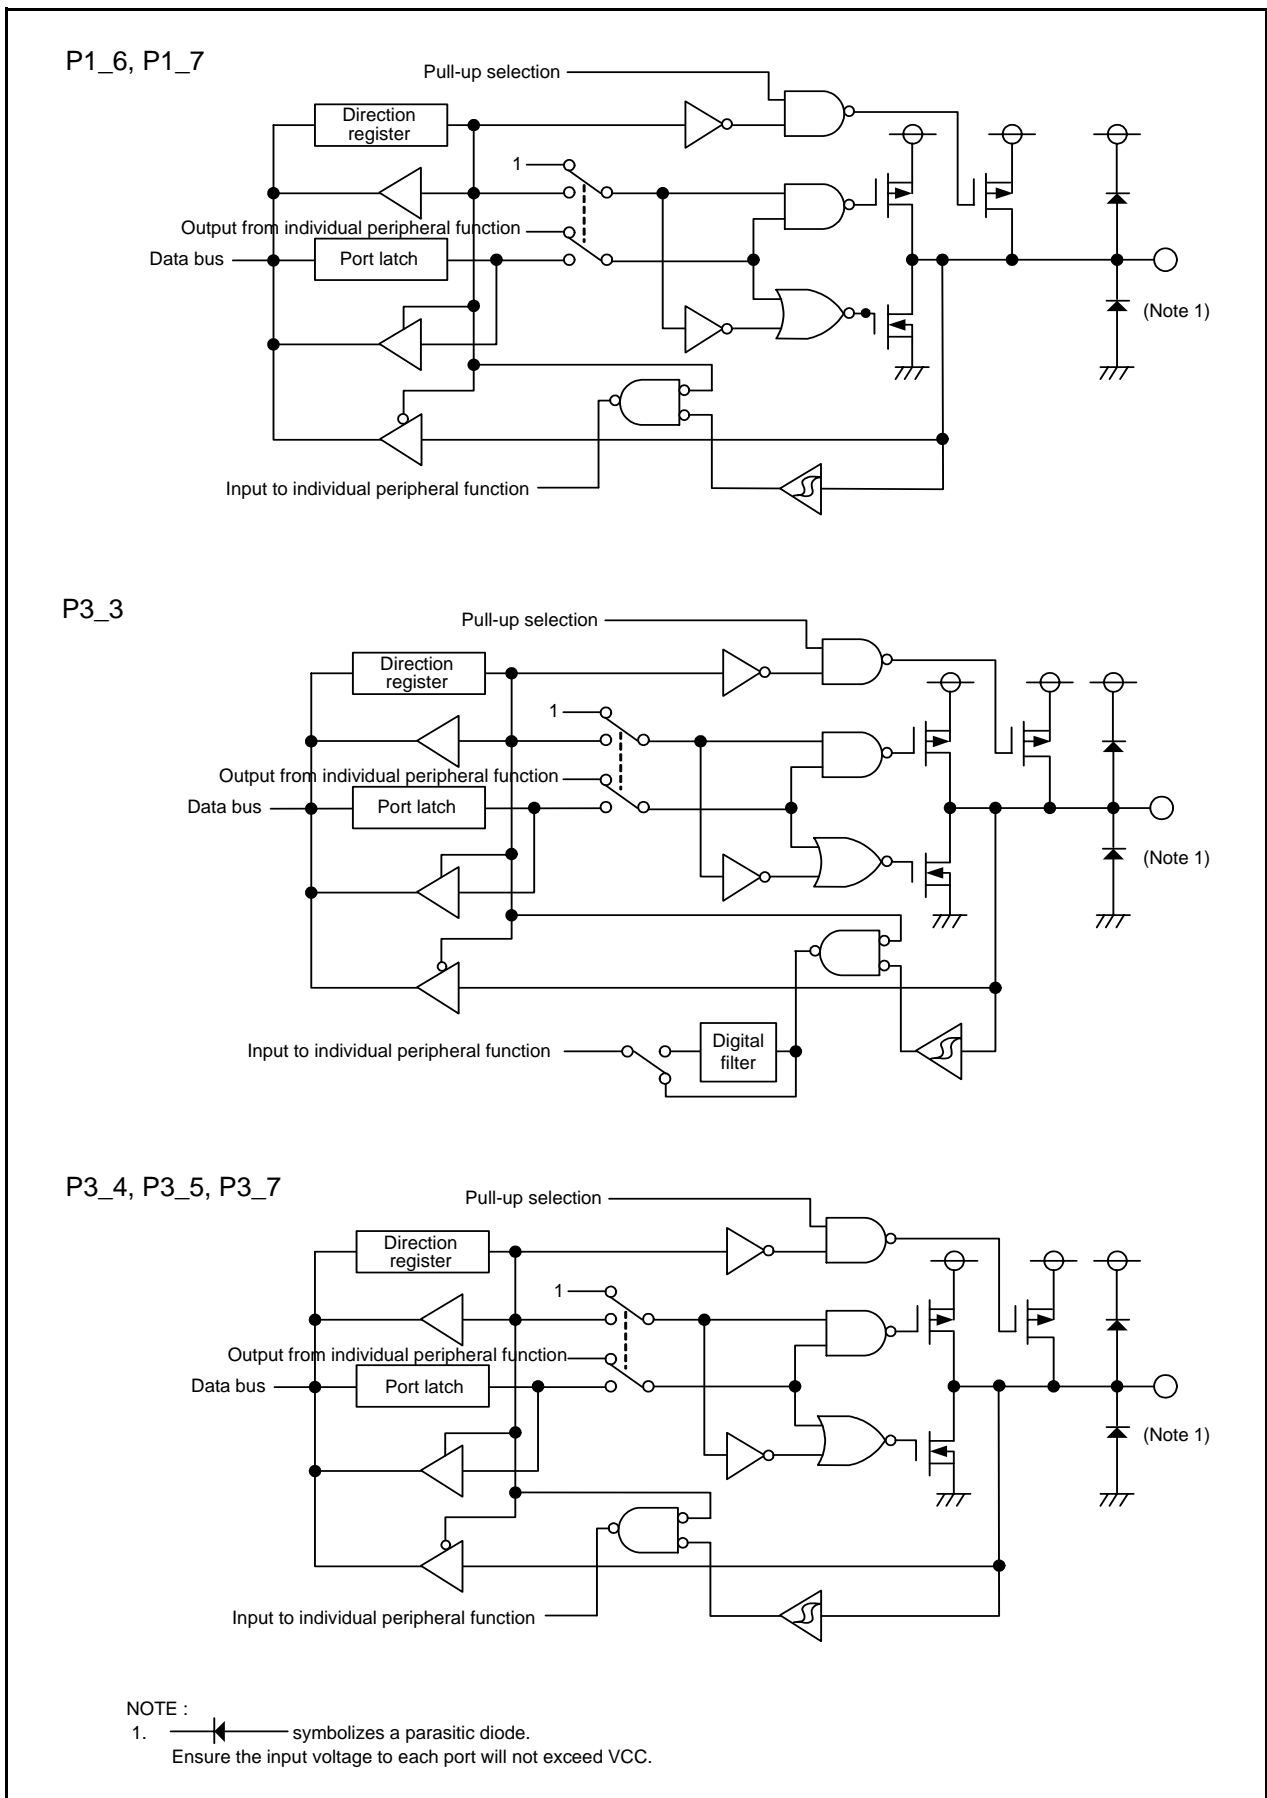 P1_6, P1_7
Pull-up selection
Direction
register
1
Output from individual peripheral function
Data bus
Port latch
(Note 1)
Input to individual peripheral function
P3_3
Pull-up selection
Direction
register
1
Output from individual peripheral function
Data bus
Port latch
(Note 1)
Input to individual peripheral function
Digital
filter
P3_4, P3_5, P3_7
Pull-up selection
Direction
register
1
Output from individual peripheral function
Data bus
Port latch
(Note 1)
Input to individual peripheral function
NOTE :
1. symbolizes a parasitic diode.
Ensure the input voltage to each port will not exceed VCC.